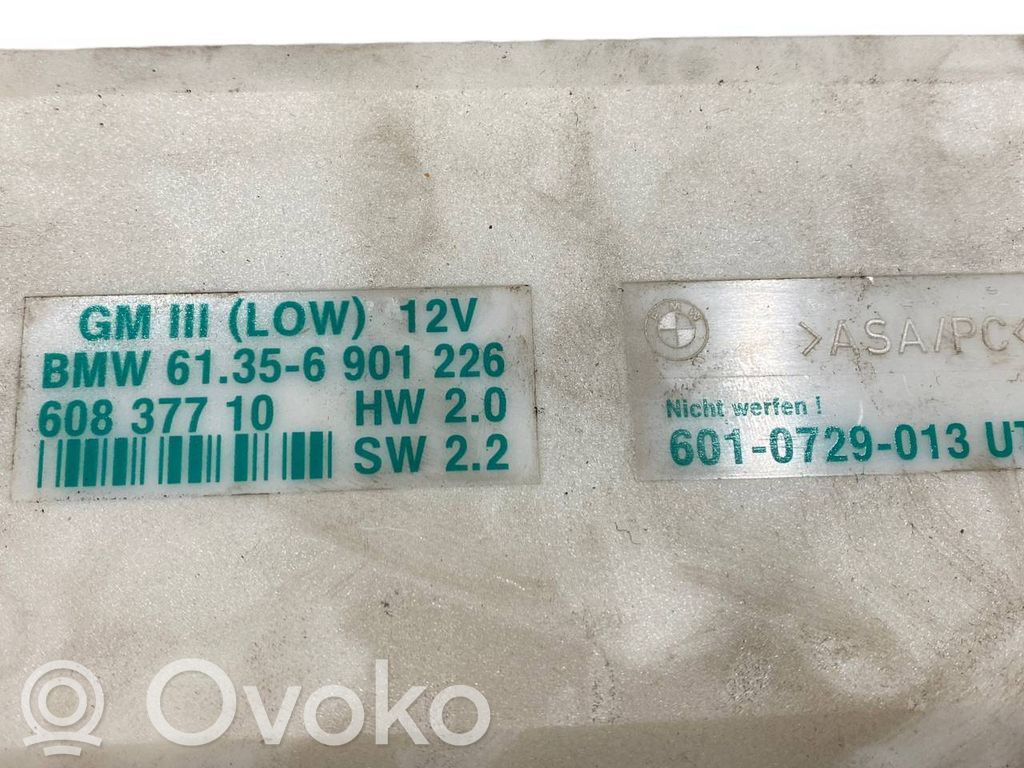 GM III (LOW) 12V
BMW 61.35-6 901 226
608 377 10 HW 2.0
SW 2.2
BMW
>ASA/PC<
Nicht werfen !
601-0729-013
Ovoko